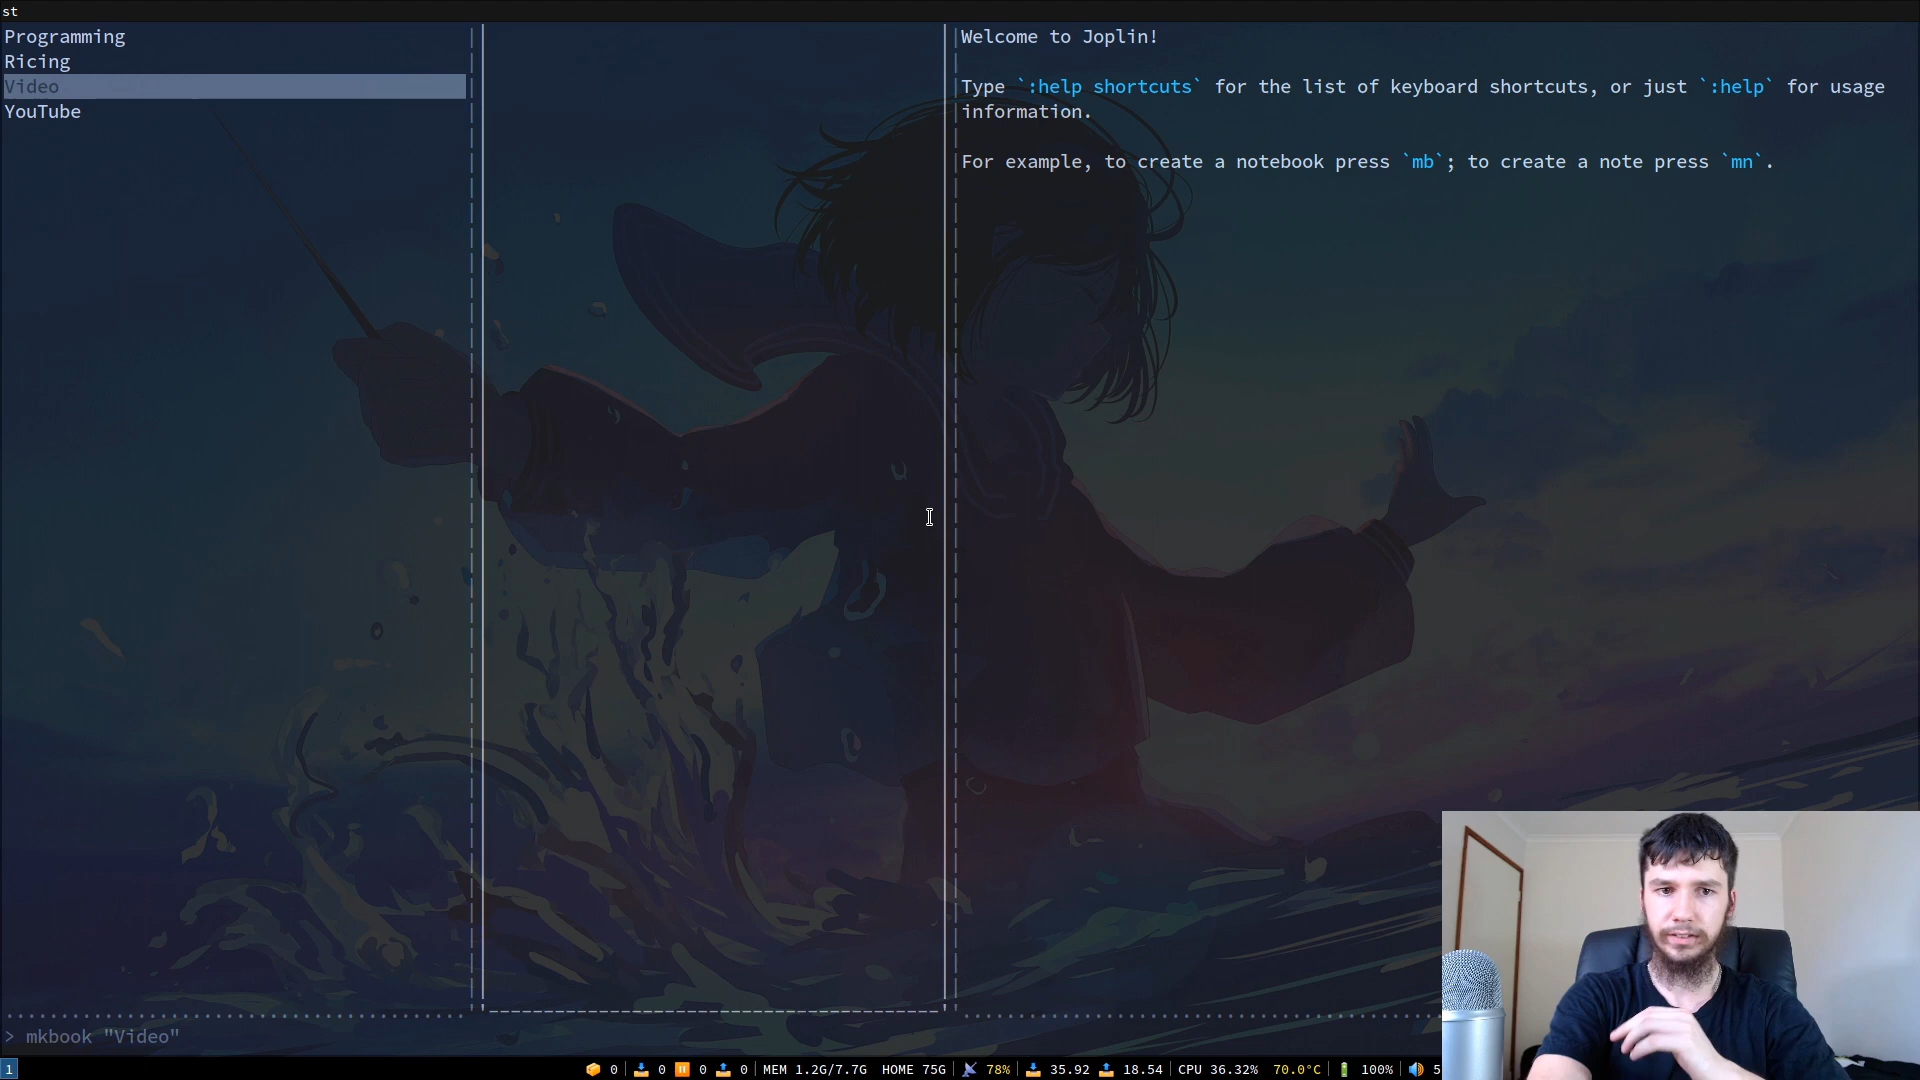 st
Programming
Ricing
Video
YouTube
Welcome to Joplin!
Type `:help shortcuts` for the list of keyboard shortcuts, or just `:help` for usage
information.
For example, to create a notebook press `mb`; to create a note press `mn`.
> mkbook "Video"
1
0 0 0 0 MEM 1.2G/7.7G HOME 75G 78% 35.92 18.54 CPU 36.32% 70.0°C 100% 5